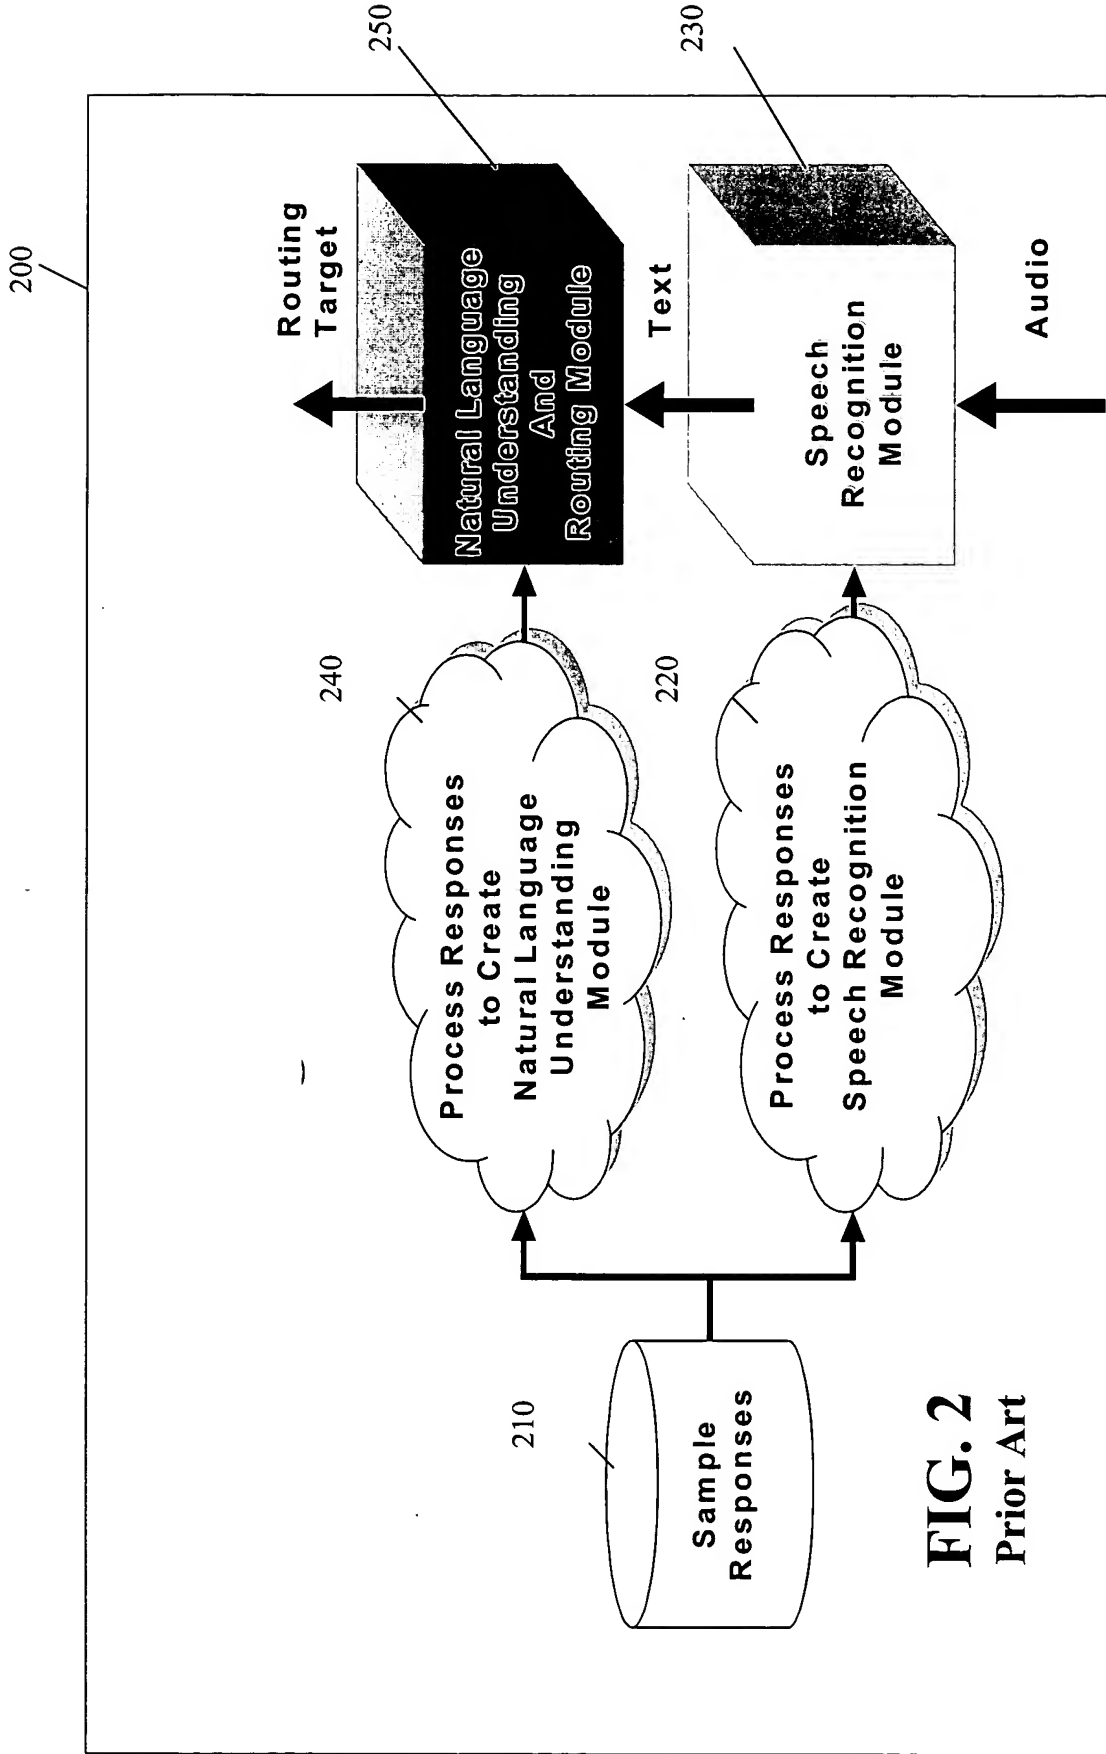 200
Routing
Target
250
Natural Language
Understanding
And
Routing Module
Text
230
Speech
Recognition
Module
Audio
240
Process Responses
to Create
Natural Language
Understanding
Module
220
Process Responses
to Create
Speech Recognition
Module
210
Sample
Responses
FIG. 2
Prior Art